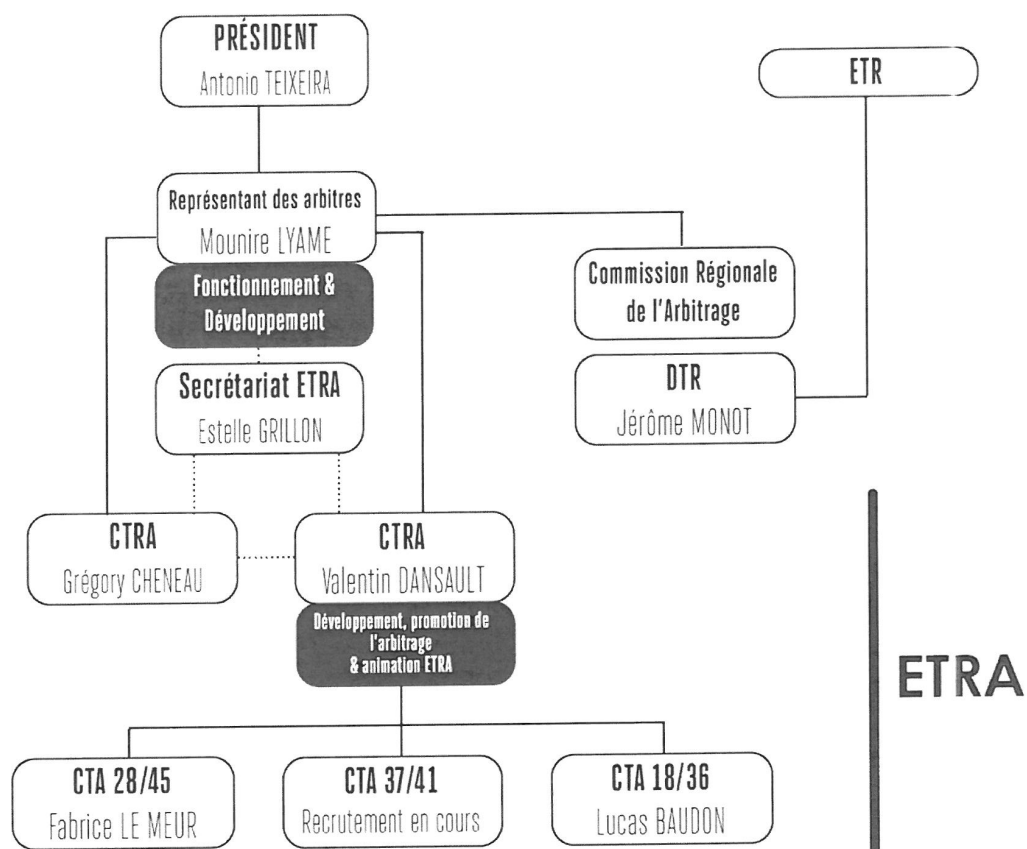 PRÉSIDENT
Antonio TEIXEIRA
ETR
Représentant des arbitres
Mounire LYAME
Fonctionnement &
Développement
Commission Régionale
de l'Arbitrage
Secrétariat ETRA
Estelle GRILLON
DTR
Jérôme MONOT
CTRA
Grégory CHENEAU
CTRA
Valentin DANSAULT
Développement, promotion de
l'arbitrage
& animation ETRA
ETRA
CTA 28/45
Fabrice LE MEUR
CTA 37/41
Recrutement en cours
CTA 18/36
Lucas BAUDON